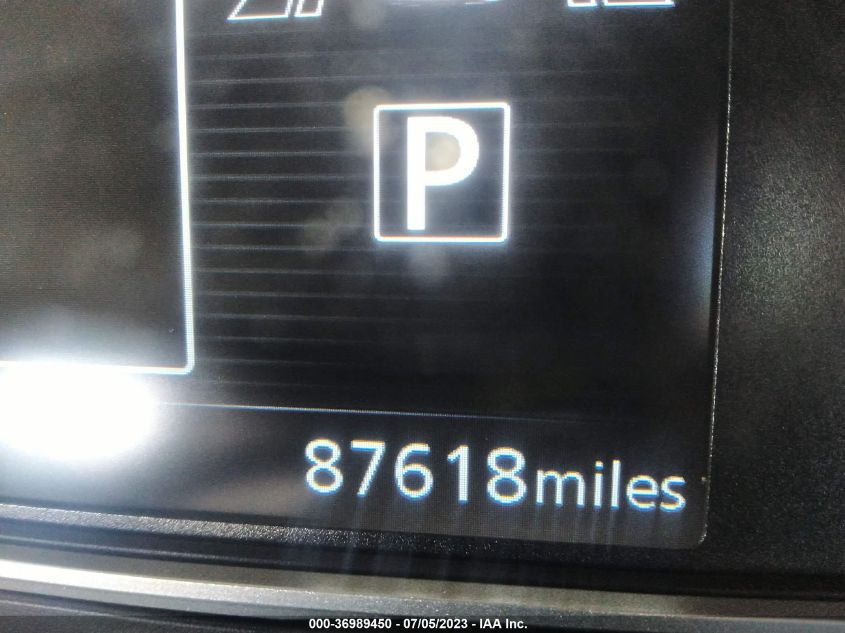 P
87618miles
000-36989450 - 07/05/2023 - IAA Inc.